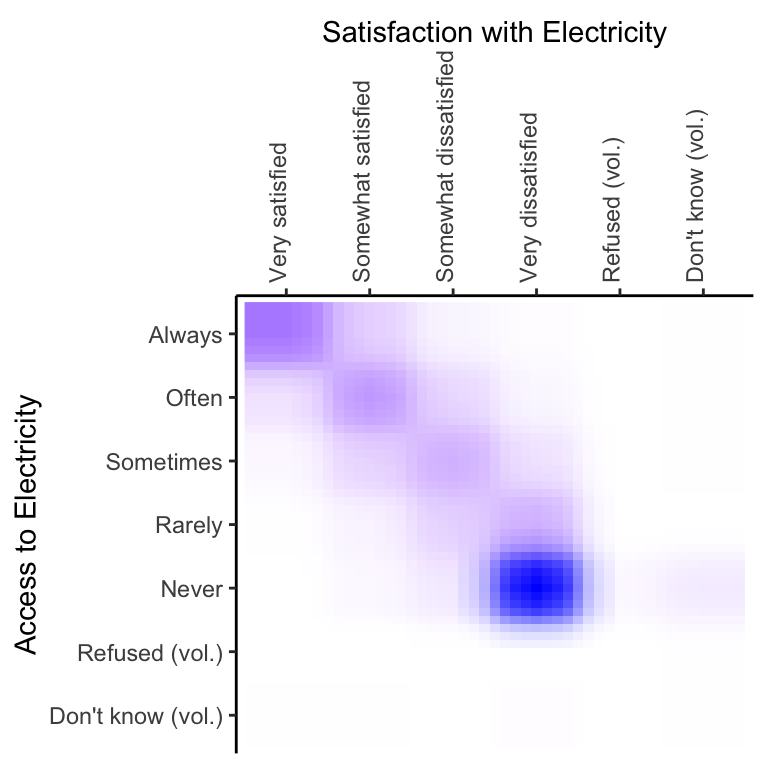 Satisfaction with Electricity
Very satisfied
Somewhat satisfied
Somewhat dissatisfied
Very dissatisfied
Refused (vol.)
Don't know (vol.)
Access to Electricity
Always
Often
Sometimes
Rarely
Never
Refused (vol.)
Don't know (vol.)